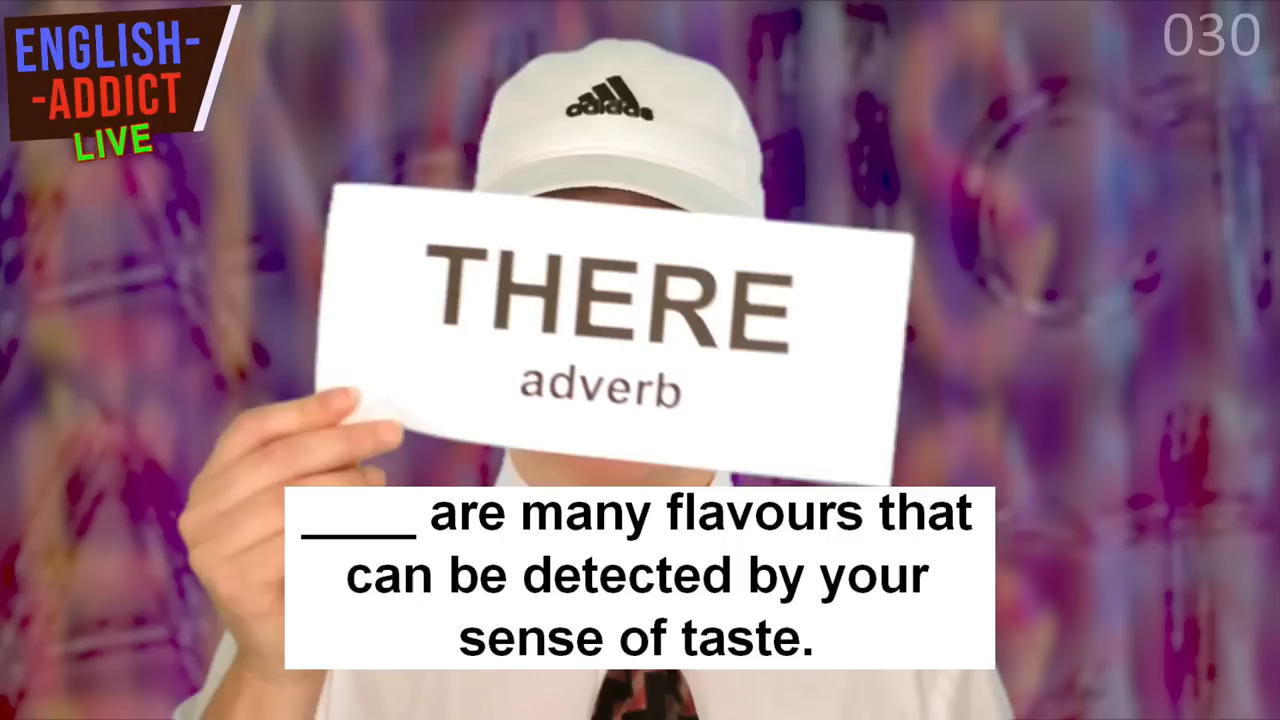 ENGLISH-
-ADDICT
LIVE
030
adidas
THERE
adverb
____ are many flavours that
can be detected by your
sense of taste.